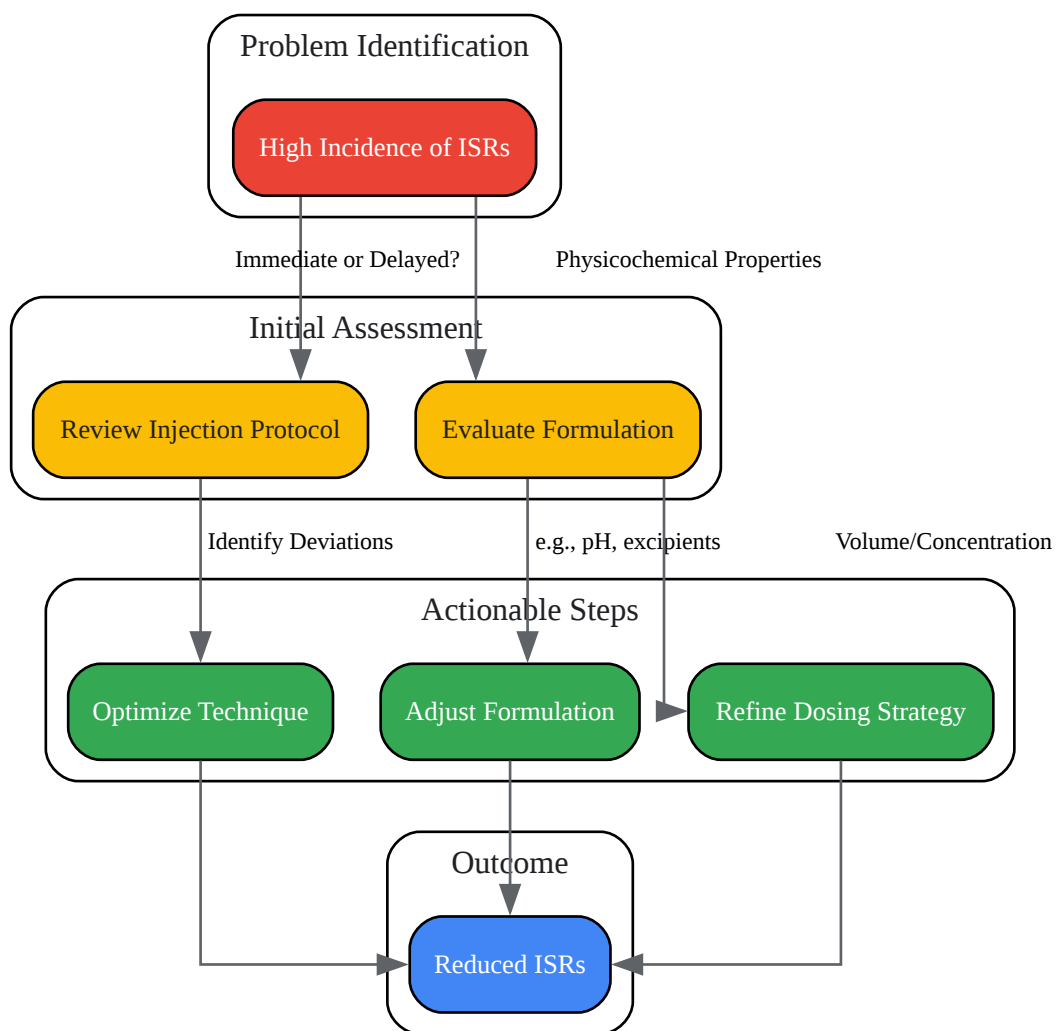 Problem Identification
High Incidence of ISRs
Immediate or Delayed?
Physicochemical Properties
Initial Assessment
Review Injection Protocol
Evaluate Formulation
Identify Deviations
e.g., pH, excipients
Volume/Concentration
Actionable Steps
Optimize Technique
Adjust Formulation
Refine Dosing Strategy
Outcome
Reduced ISRs